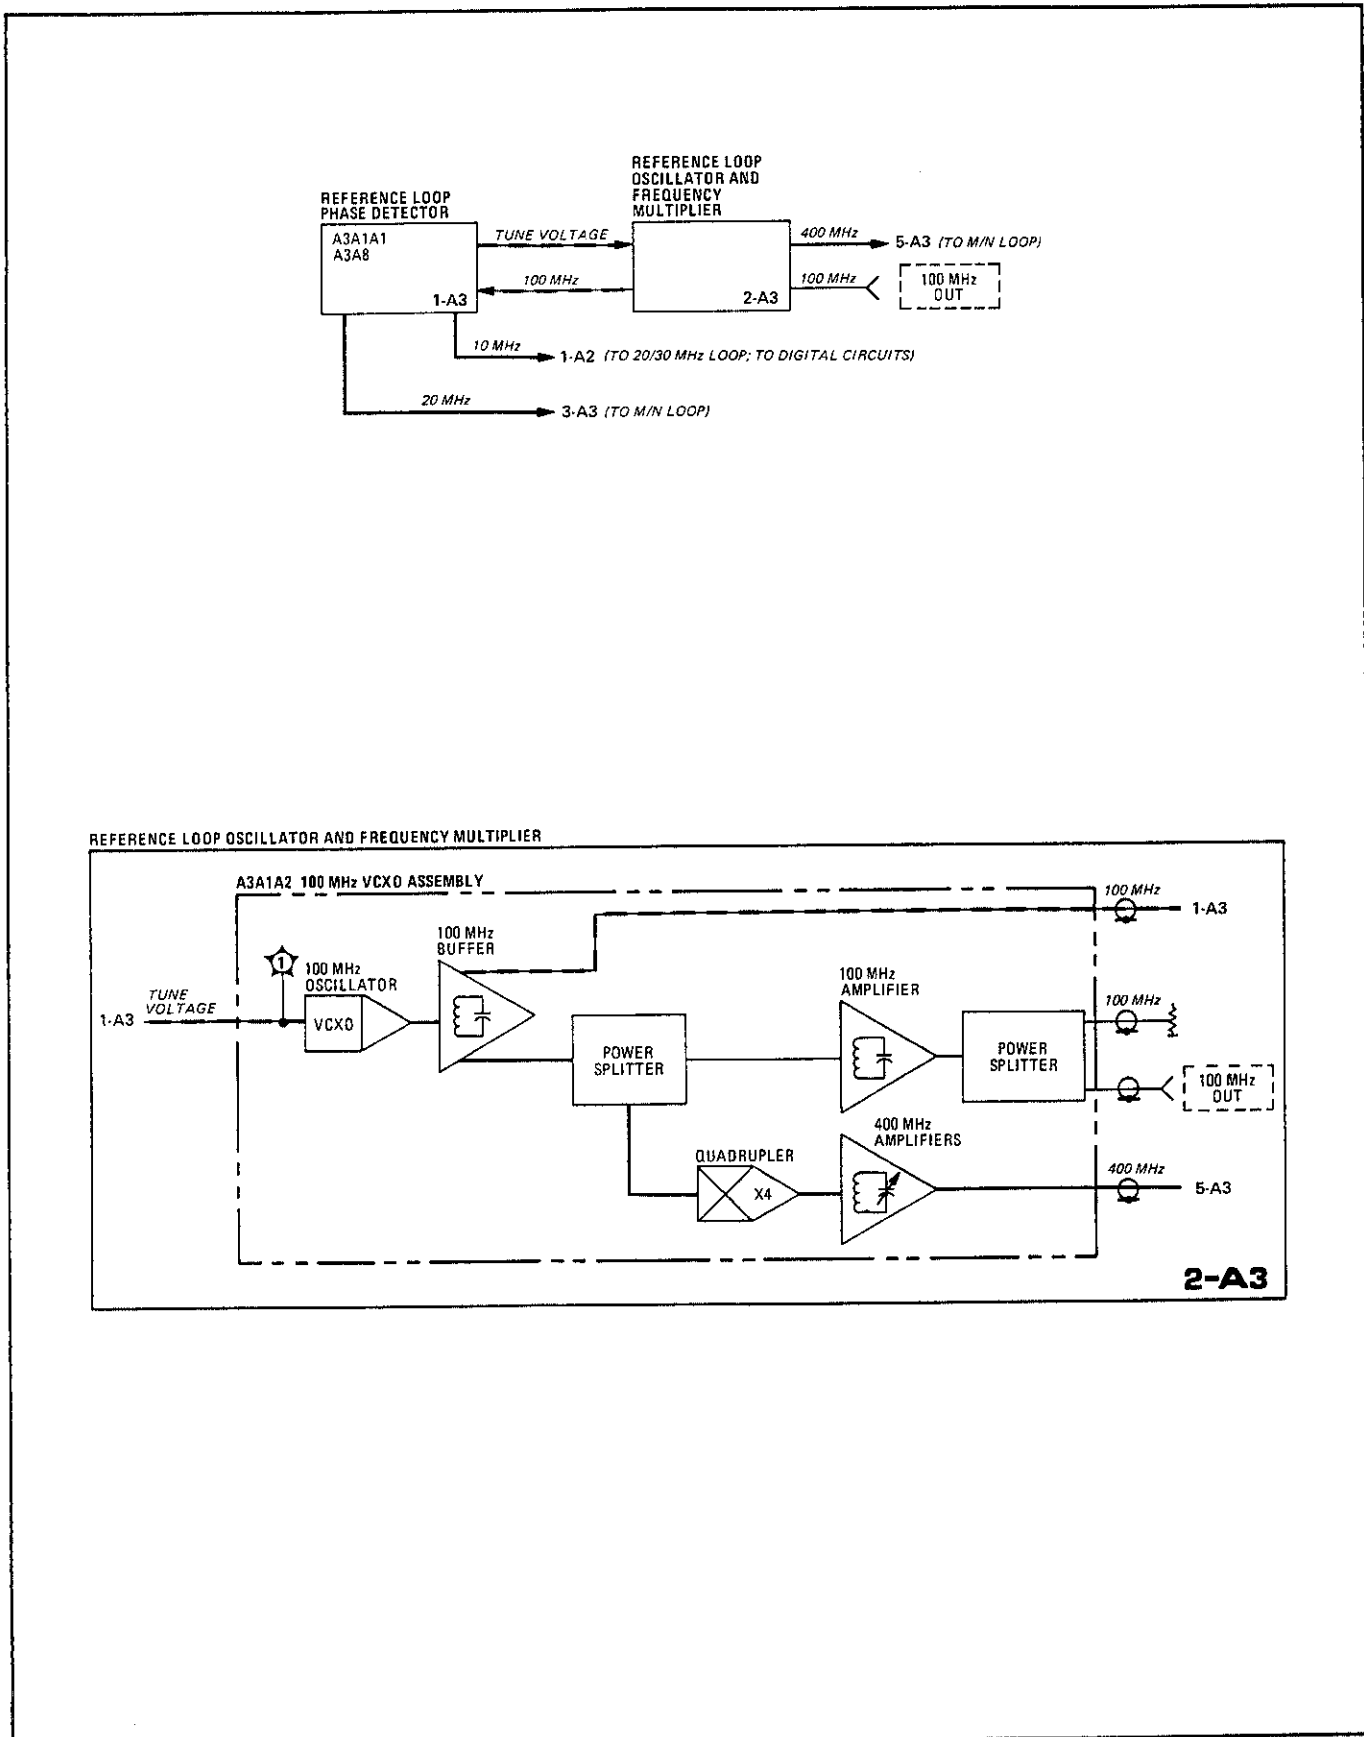 REFERENCE LOOP
PHASE DETECTOR
A3A1A1
A3A8
1-A3
TUNE VOLTAGE
100 MHz
REFERENCE LOOP
OSCILLATOR AND
FREQUENCY
MULTIPLIER
2-A3
400 MHz
5-A3 (TO M/N LOOP)
100 MHz
100 MHz
OUT
10 MHz
1-A2 (TO 20/30 MHz LOOP; TO DIGITAL CIRCUITS)
20 MHz
3-A3 (TO M/N LOOP)
REFERENCE LOOP OSCILLATOR AND FREQUENCY MULTIPLIER
A3A1A2 100 MHz VCXO ASSEMBLY
1-A3
TUNE
VOLTAGE
1
100 MHz
OSCILLATOR
VCXO
100 MHz
BUFFER
POWER
SPLITTER
100 MHz
AMPLIFIER
POWER
SPLITTER
QUADRUPLER
X4
400 MHz
AMPLIFIERS
100 MHz
1-A3
100 MHz
100 MHz
OUT
400 MHz
5-A3
2-A3